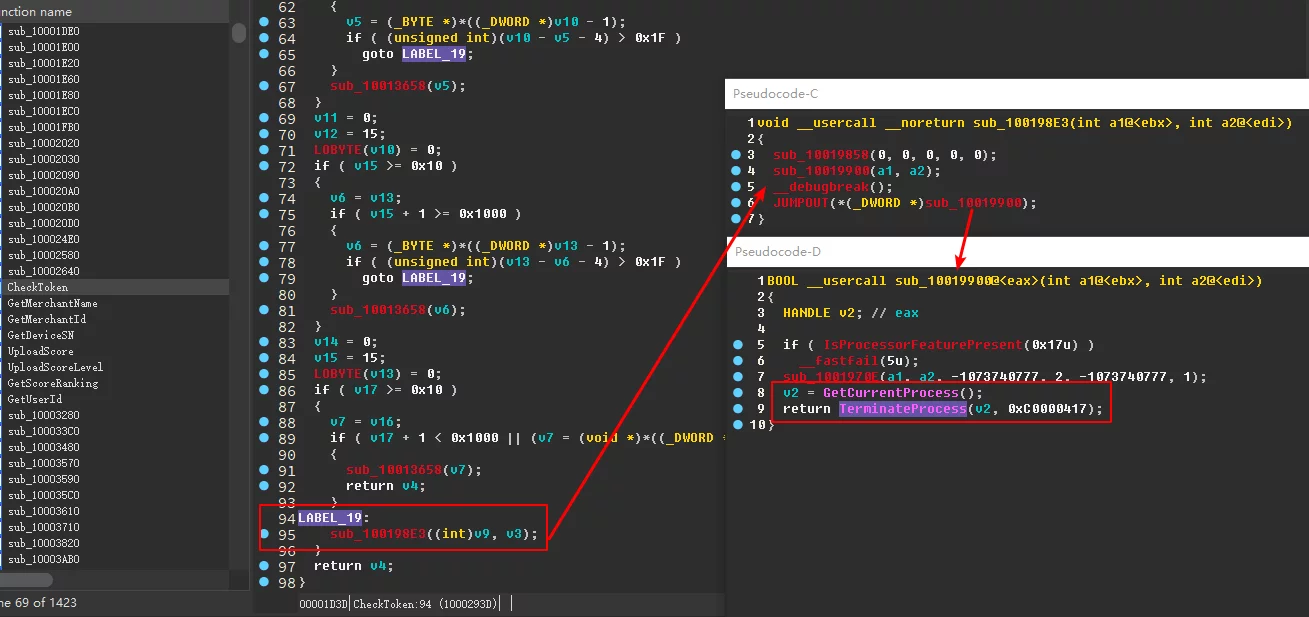 nction name
sub_10001DE0
sub_10001E00
sub_10001E20
sub_10001E60
sub_10001E80
sub_10001EC0
sub_10001FB0
sub_10002020
sub_10002030
sub_10002090
sub_100020A0
sub_100020B0
sub_100020D0
sub_100024E0
sub_10002580
sub_10002640
CheckToken
GetMerchantName
GetMerchantId
GetDeviceSN
UploadScore
UploadScoreLevel
GetScoreRanking
GetUserId
sub_10003280
sub_100033C0
sub_10003480
sub_10003570
sub_10003590
sub_100035C0
sub_10003610
sub_10003710
sub_10003820
sub_10003AB0
ne 69 of 1423
62 {
63 v5 = (_BYTE *)*((_DWORD *)v10 - 1);
64 if ( (unsigned int)(v10 - v5 - 4) > 0x1F )
65 goto LABEL_19;
66 }
67 sub_10013658(v5);
68 }
69 v11 = 0;
70 v12 = 15;
71 LOBYTE(v10) = 0;
72 if ( v15 >= 0x10 )
73 {
74 v6 = v13;
75 if ( v15 + 1 >= 0x1000 )
76 {
77 v6 = (_BYTE *)*((_DWORD *)v13 - 1);
78 if ( (unsigned int)(v13 - v6 - 4) > 0x1F )
79 goto LABEL_19;
80 }
81 sub_10013658(v6);
82 }
83 v14 = 0;
84 v15 = 15;
85 LOBYTE(v13) = 0;
86 if ( v17 >= 0x10 )
87 {
88 v7 = v16;
89 if ( v17 + 1 < 0x1000 || (v7 = (void *)*((_DWORD *
90 {
91 sub_10013658(v7);
92 return v4;
93 }
94 LABEL_19:
95 sub_100198E3((int)v9, v3);
96 }
97 return v4;
98 }
00001D3D CheckToken:94 (1000293D)
Pseudocode-C
1 void __usercall __noreturn sub_100198E3(int a1@<ebx>, int a2@<edi>)
2 {
3 sub_10019858(0, 0, 0, 0, 0);
4 sub_10019900(a1, a2);
5 __debugbreak();
6 JUMPOUT(*(_DWORD *)sub_10019900);
7 }
Pseudocode-D
1 BOOL __usercall sub_10019900@<eax>(int a1@<ebx>, int a2@<edi>)
2 {
3 HANDLE v2; // eax
4
5 if ( IsProcessorFeaturePresent(0x17u) )
6 __fastfail(5u);
7 sub_1001970E(a1, a2, -1073740777, 2, -1073740777, 1);
8 v2 = GetCurrentProcess();
9 return TerminateProcess(v2, 0xC0000417);
10 }